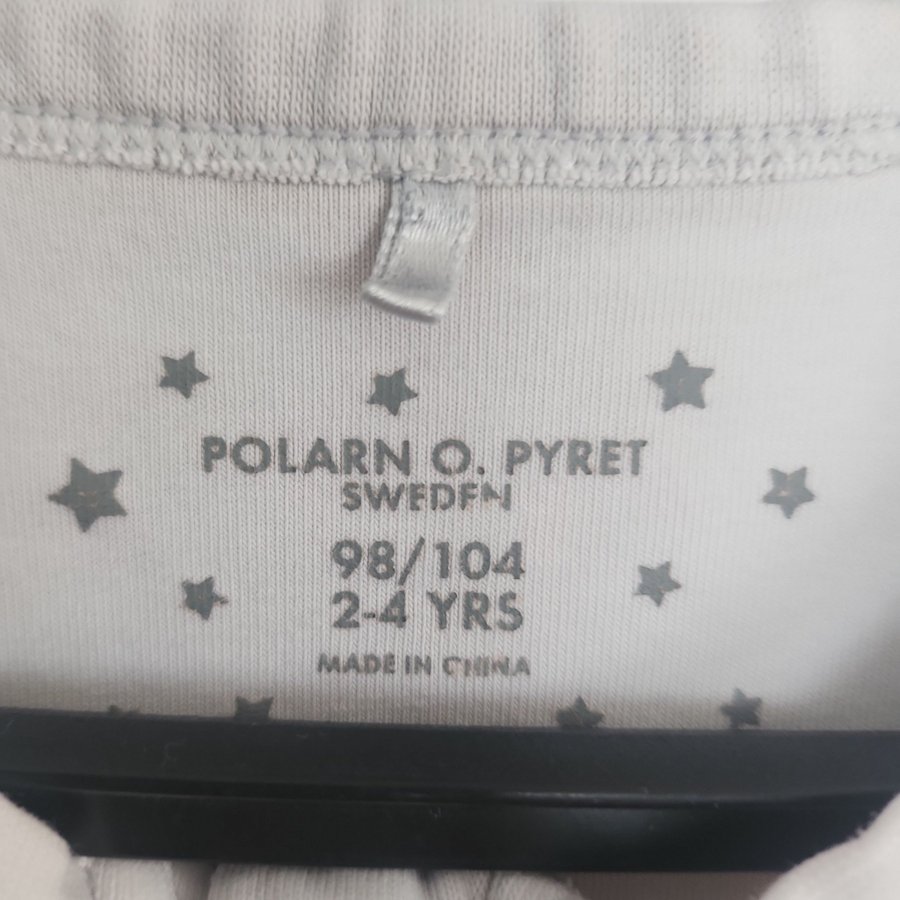 POLARN O. PYRET
SWEDEN
98/104
2-4 YRS
MADE IN CHINA